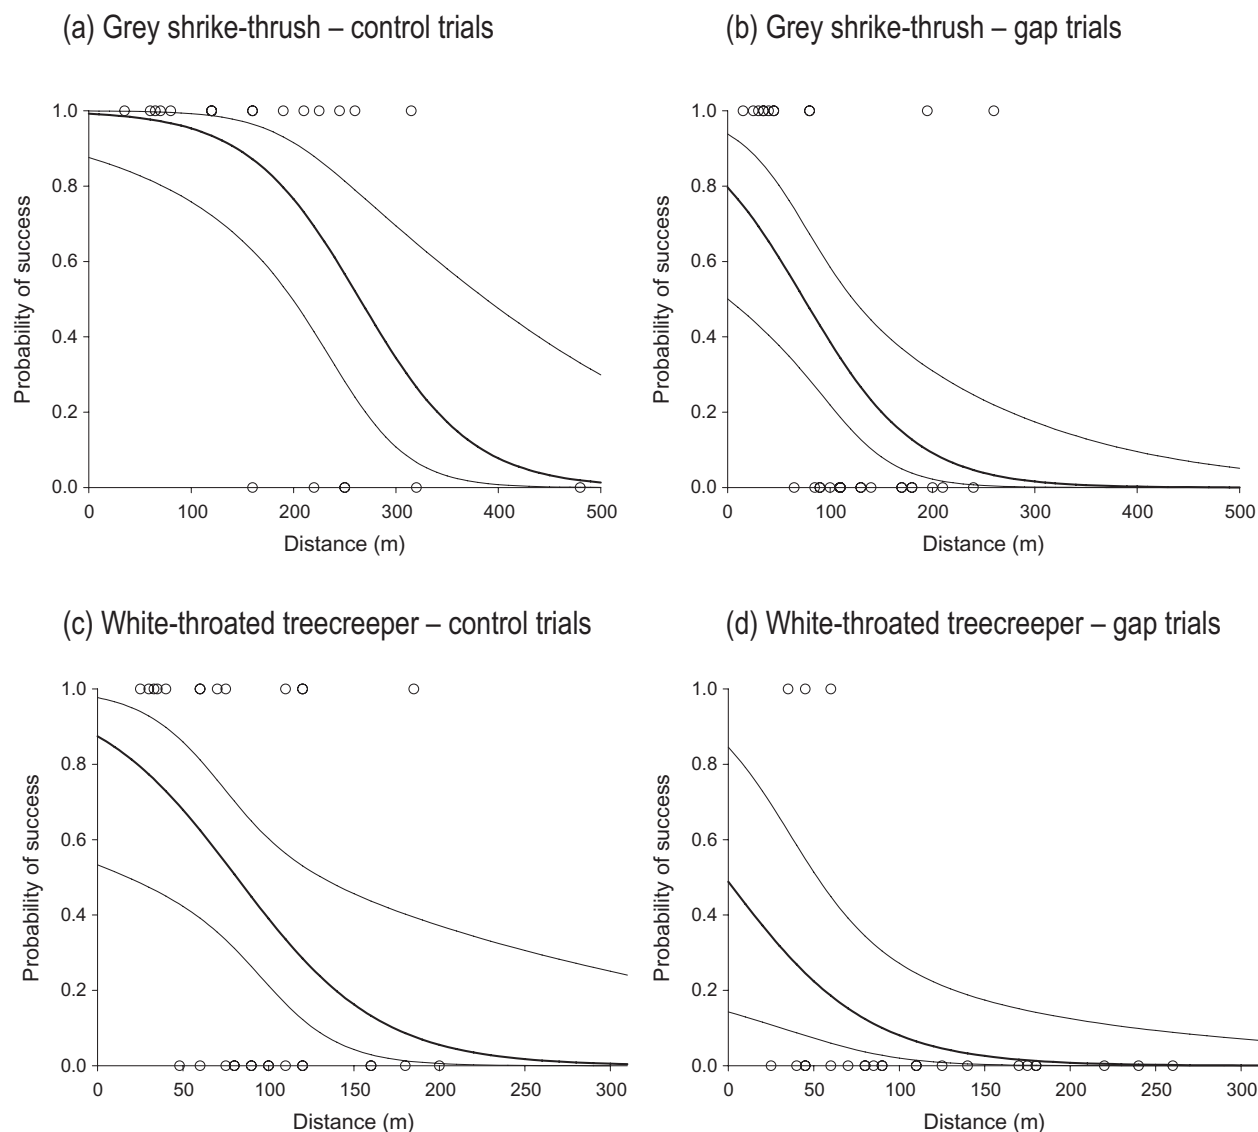 (a) Grey shrike-thrush – control trials
1.0
0.8
0.6
0.4
0.2
0.0
Probability of success
0 100 200 300 400 500
Distance (m)
(b) Grey shrike-thrush – gap trials
1.0
0.8
0.6
0.4
0.2
0.0
Probability of success
0 100 200 300 400 500
Distance (m)
(c) White-throated treecreeper – control trials
1.0
0.8
0.6
0.4
0.2
0.0
Probability of success
0 50 100 150 200 250 300
Distance (m)
(d) White-throated treecreeper – gap trials
1.0
0.8
0.6
0.4
0.2
0.0
Probability of success
0 50 100 150 200 250 300
Distance (m)